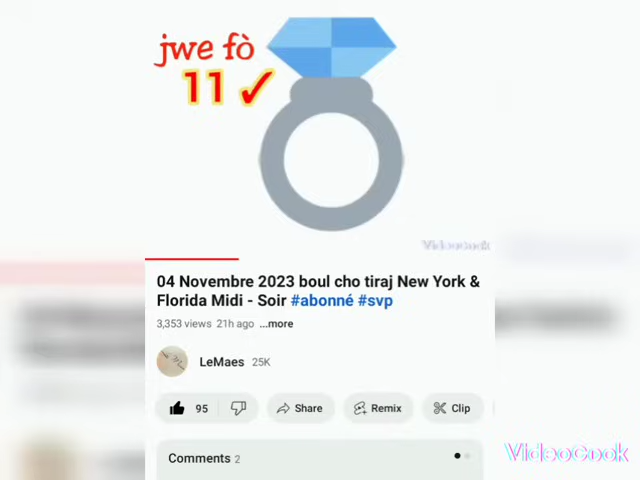 jwe fò
11 ✓
VideoCook
04 Novembre 2023 boul cho tiraj New York &
Florida Midi - Soir #abonné #svp
3,353 views 21h ago ...more
LeMaes 25K
95 Share Remix Clip
Comments 2
VideoCook